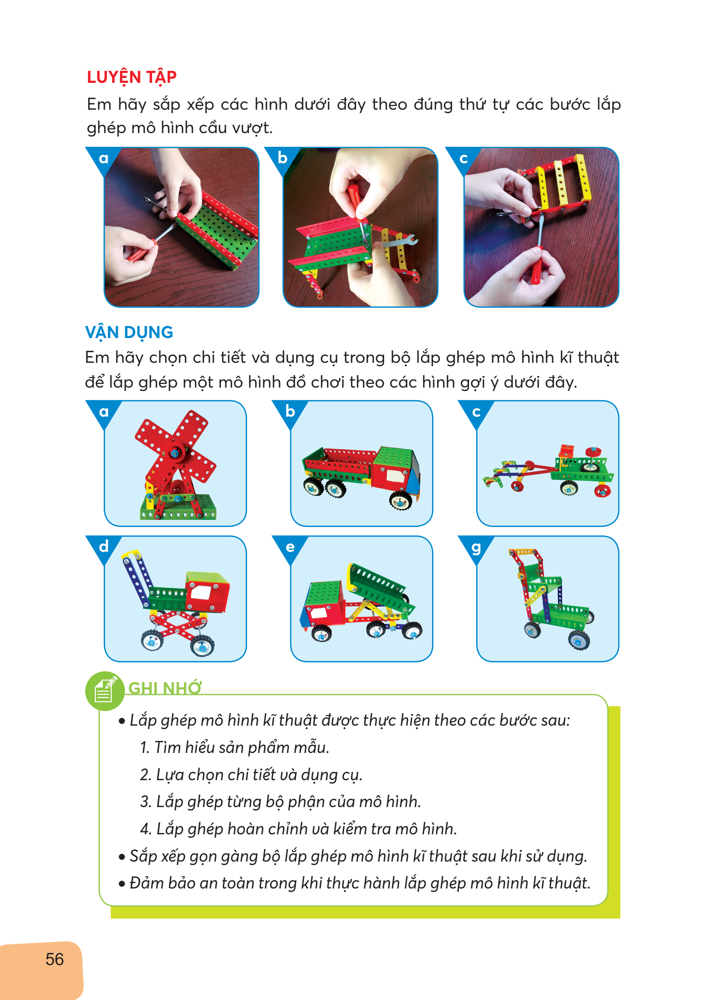 LUYỆN TẬP
Em hãy sắp xếp các hình dưới đây theo đúng thứ tự các bước lắp
ghép mô hình cầu vượt.
a
b
c
VẬN DỤNG
Em hãy chọn chi tiết và dụng cụ trong bộ lắp ghép mô hình kĩ thuật
để lắp ghép một mô hình đồ chơi theo các hình gợi ý dưới đây.
a
b
c
d
e
g
GHI NHỚ
• Lắp ghép mô hình kĩ thuật được thực hiện theo các bước sau:
1. Tìm hiểu sản phẩm mẫu.
2. Lựa chọn chi tiết và dụng cụ.
3. Lắp ghép từng bộ phận của mô hình.
4. Lắp ghép hoàn chỉnh và kiểm tra mô hình.
• Sắp xếp gọn gàng bộ lắp ghép mô hình kĩ thuật sau khi sử dụng.
• Đảm bảo an toàn trong khi thực hành lắp ghép mô hình kĩ thuật.
56